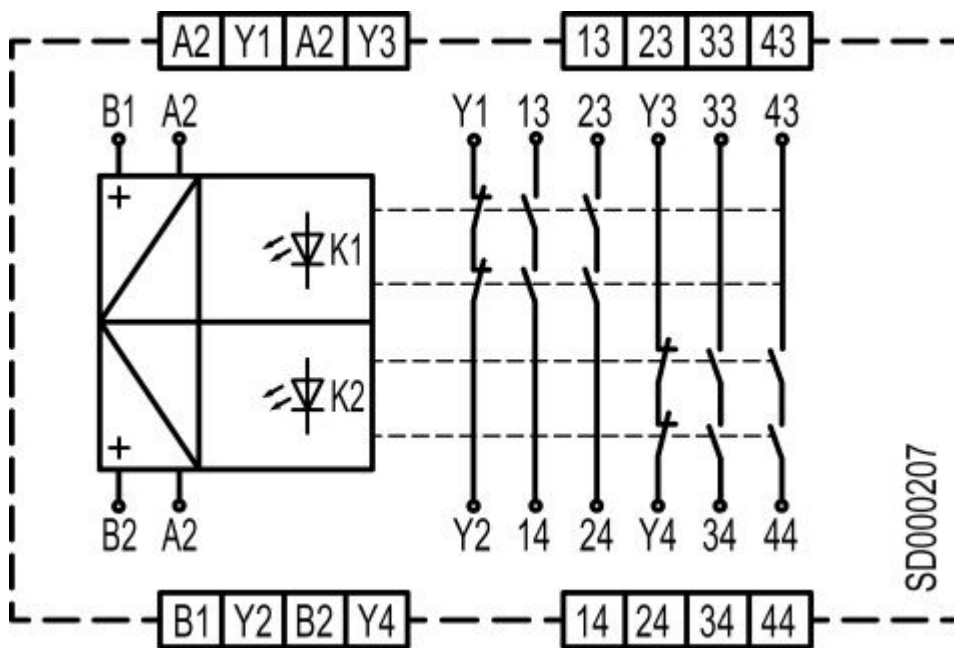 A2 Y1 A2 Y3 13 23 33 43
B1 A2 Y1 13 23 Y3 33 43
+
K1
K2
+
B2 A2 Y2 14 24 Y4 34 44
SD000207
B1 Y2 B2 Y4 14 24 34 44